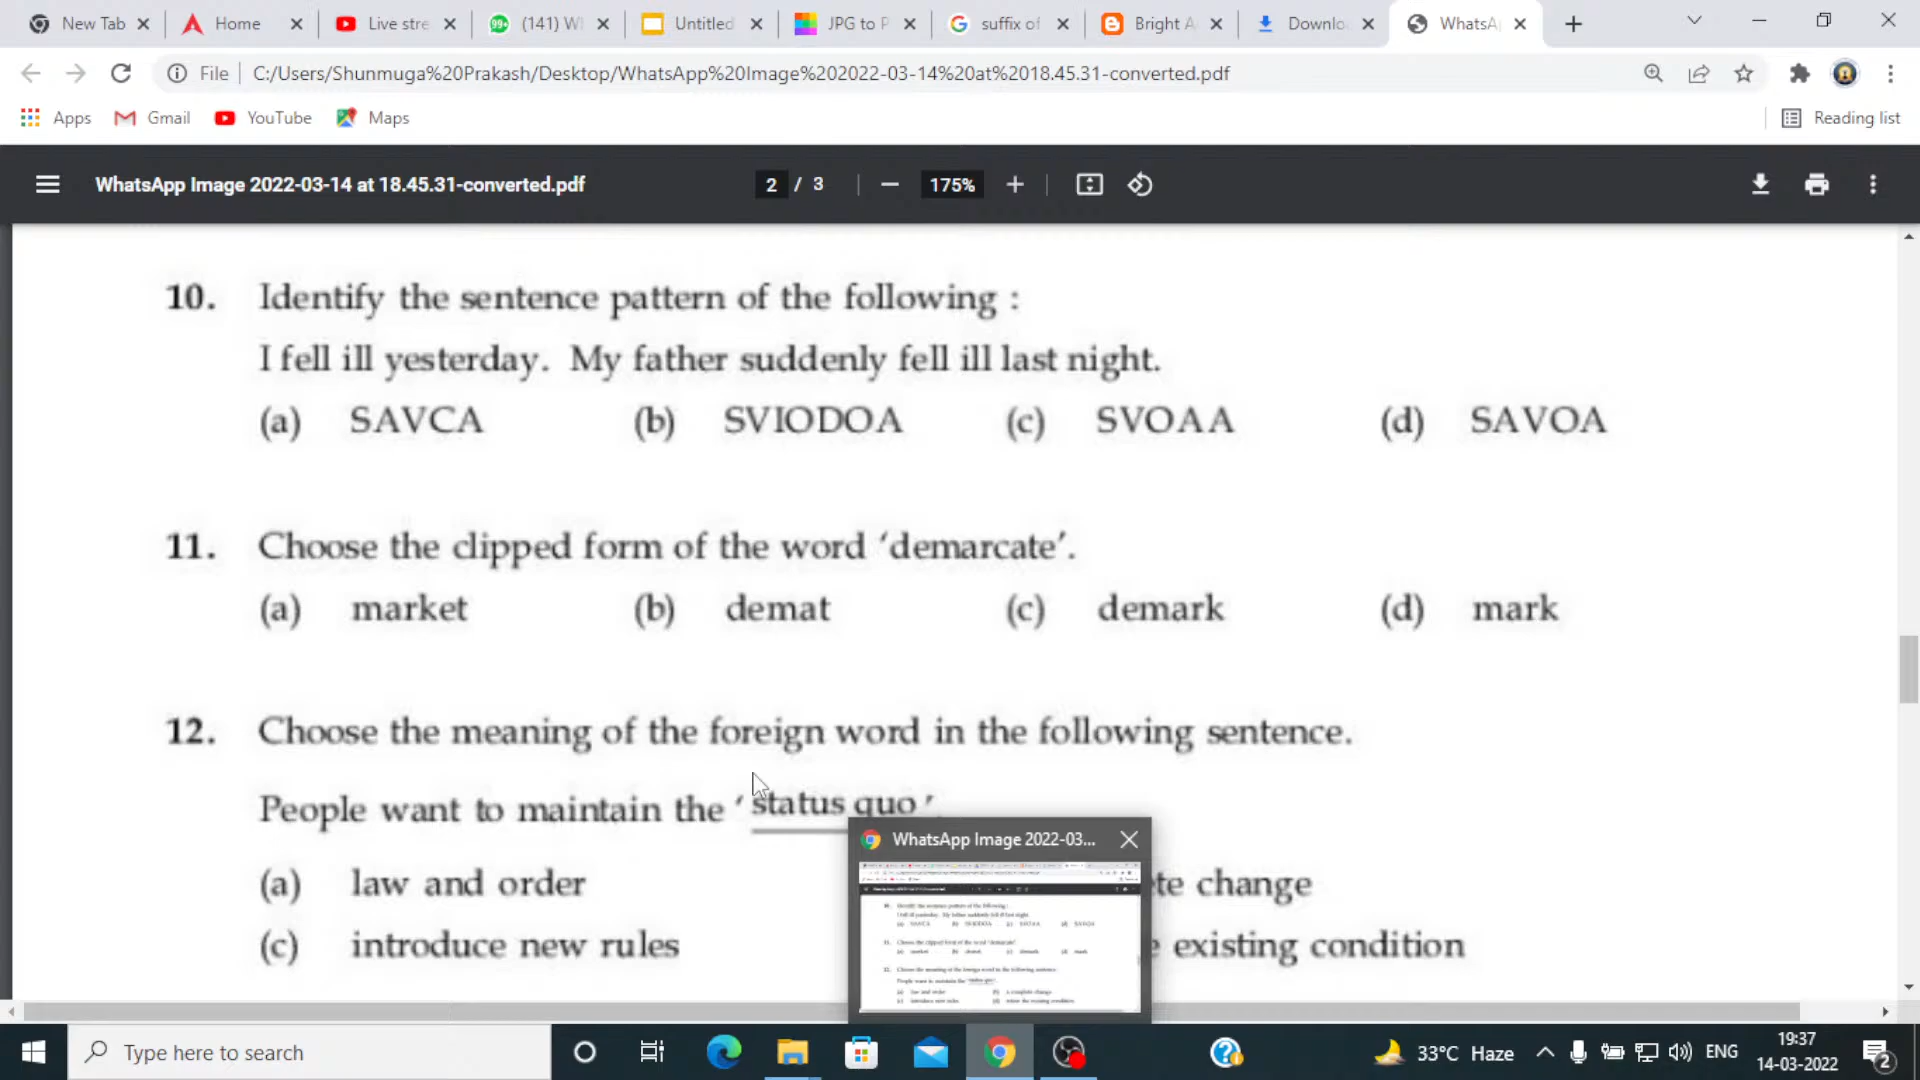 New Tab
Home
Live stre
(141) W
Untitled
JPG to P
suffix of
Bright A
Downlo
WhatsA
File
C:/Users/Shunmuga%20Prakash/Desktop/WhatsApp%20Image%202022-03-14%20at%2018.45.31-converted.pdf
Apps
Gmail
YouTube
Maps
Reading list
WhatsApp Image 2022-03-14 at 18.45.31-converted.pdf
2 / 3
175%
10. Identify the sentence pattern of the following :
I fell ill yesterday. My father suddenly fell ill last night.
(a) SAVCA (b) SVIODOA (c) SVOAA (d) SAVOA
11. Choose the clipped form of the word ‘demarcate’.
(a) market (b) demat (c) demark (d) mark
12. Choose the meaning of the foreign word in the following sentence.
People want to maintain the ‘status quo’
(a) law and order
te change
(c) introduce new rules
e existing condition
WhatsApp Image 2022-03...
Type here to search
33°C Haze
ENG
19:37
14-03-2022
2